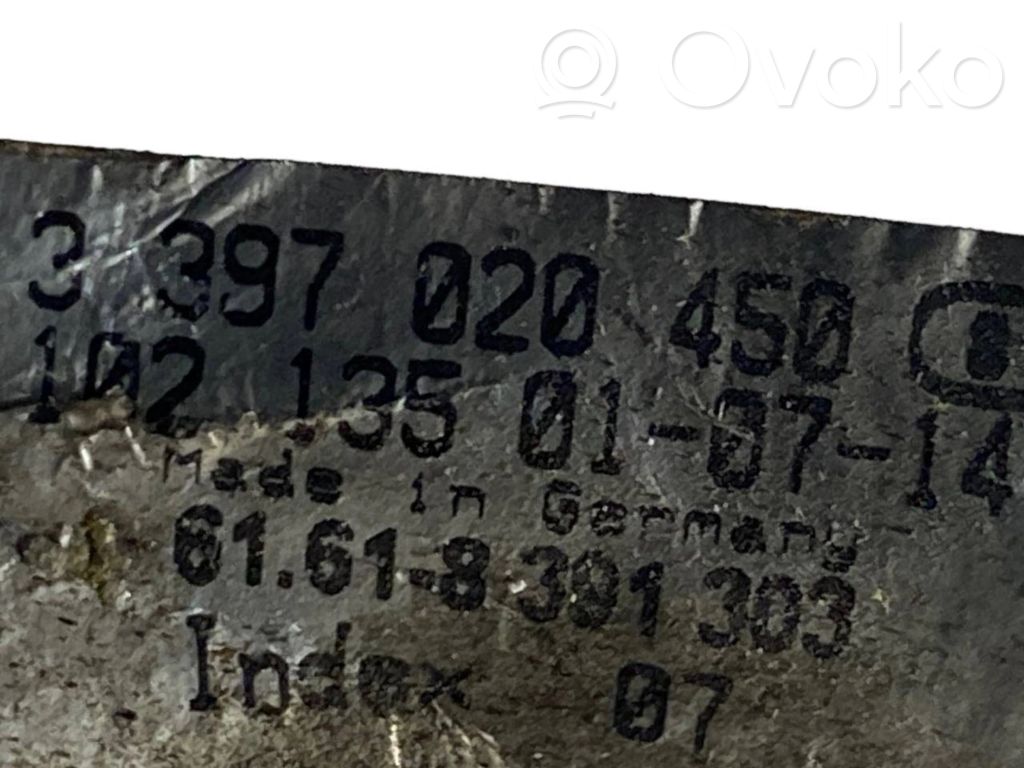 Ovoko
3 397 020 450
102.135 01-07-14
Made in Germany
61.61-8 391 303
Index 07